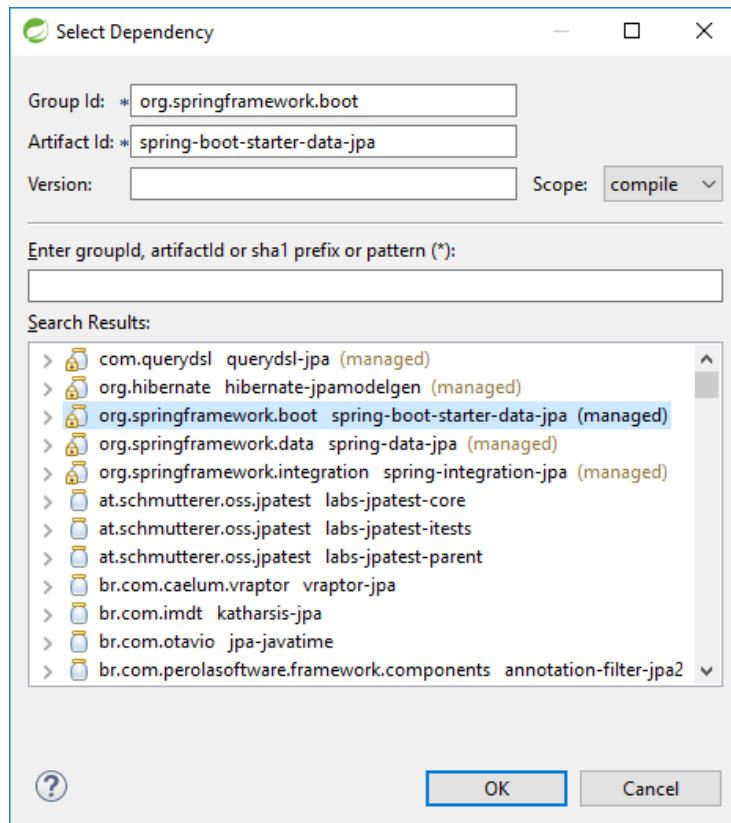 Select Dependency
Group Id: * org.springframework.boot
Artifact Id: * spring-boot-starter-data-jpa
Version: Scope: compile
Enter groupId, artifactId or sha1 prefix or pattern (*):
Search Results:
com.querydsl querydsl-jpa (managed)
org.hibernate hibernate-jpamodelgen (managed)
org.springframework.boot spring-boot-starter-data-jpa (managed)
org.springframework.data spring-data-jpa (managed)
org.springframework.integration spring-integration-jpa (managed)
at.schmutterer.oss.jpatest labs-jpatest-core
at.schmutterer.oss.jpatest labs-jpatest-itests
at.schmutterer.oss.jpatest labs-jpatest-parent
br.com.caelum.vraptor vraptor-jpa
br.com.imdt katharsis-jpa
br.com.otavio jpa-javatime
br.com.perolasoftware.framework.components annotation-filter-jpa2
? OK Cancel